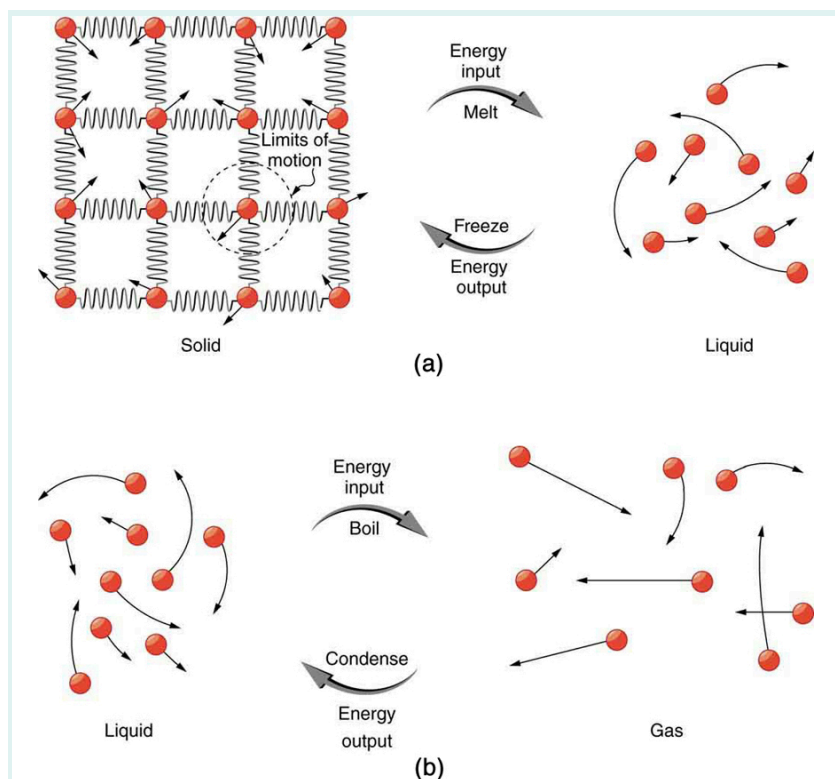 Limits of
motion
Energy
input
Melt
Freeze
Energy
output
Solid
Liquid
(a)
Energy
input
Boil
Condense
Energy
output
Liquid
Gas
(b)